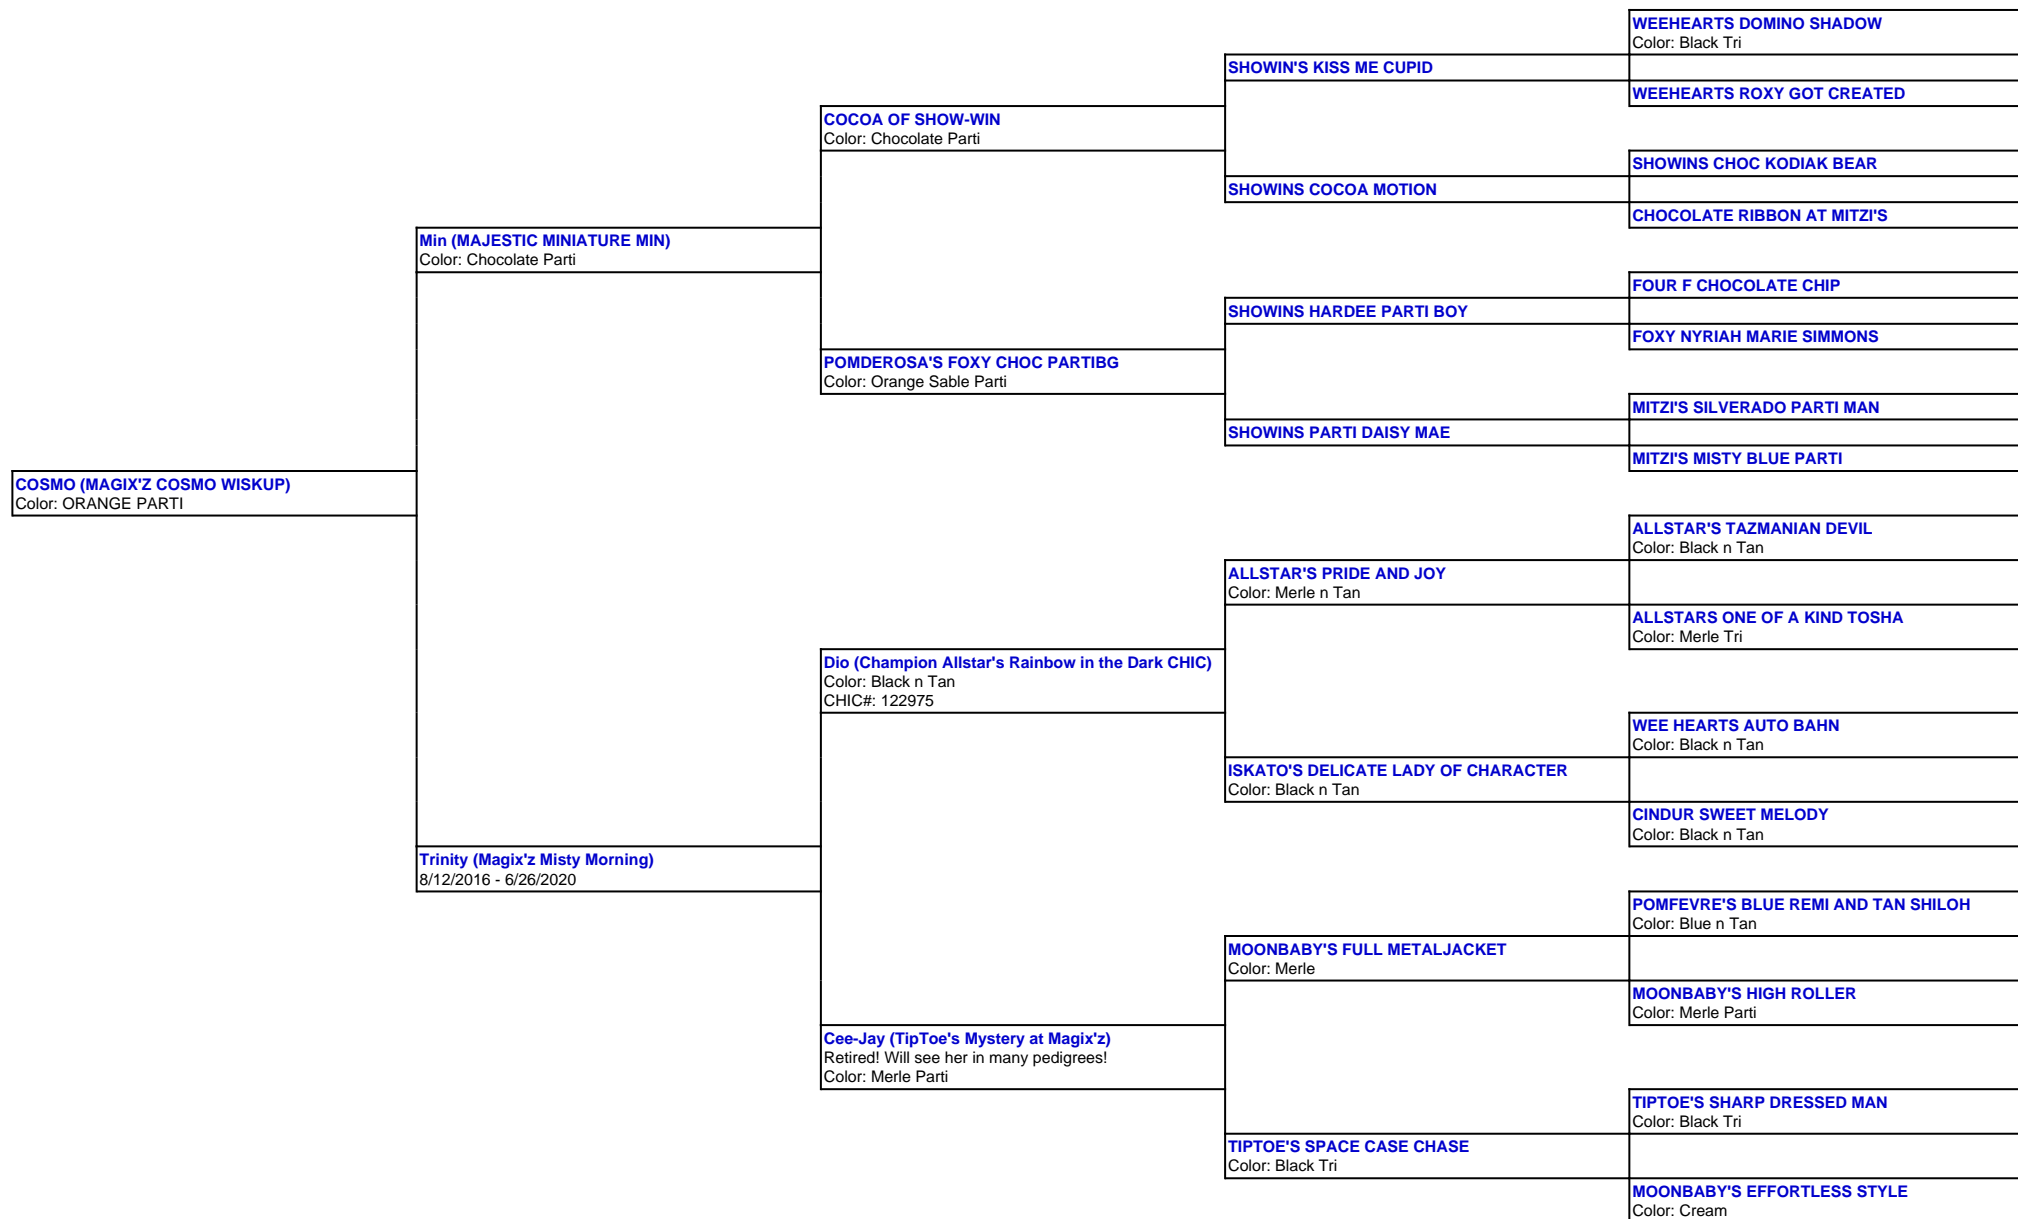 COSMO (MAGIX'Z COSMO WISKUP)
Color: ORANGE PARTI
Min (MAJESTIC MINIATURE MIN)
Color: Chocolate Parti
Trinity (Magix'z Misty Morning)
8/12/2016 - 6/26/2020
COCOA OF SHOW-WIN
Color: Chocolate Parti
POMDEROSA'S FOXY CHOC PARTIBG
Color: Orange Sable Parti
Dio (Champion Allstar's Rainbow in the Dark CHIC)
Color: Black n Tan
CHIC#: 122975
Cee-Jay (TipToe's Mystery at Magix'z)
Retired! Will see her in many pedigrees!
Color: Merle Parti
SHOWIN'S KISS ME CUPID
SHOWINS COCOA MOTION
SHOWINS HARDEE PARTI BOY
SHOWINS PARTI DAISY MAE
ALLSTAR'S PRIDE AND JOY
Color: Merle n Tan
ISKATO'S DELICATE LADY OF CHARACTER
Color: Black n Tan
MOONBABY'S FULL METALJACKET
Color: Merle
TIPTOE'S SPACE CASE CHASE
Color: Black Tri
WEEHEARTS DOMINO SHADOW
Color: Black Tri
WEEHEARTS ROXY GOT CREATED
SHOWINS CHOC KODIAK BEAR
CHOCOLATE RIBBON AT MITZI'S
FOUR F CHOCOLATE CHIP
FOXY NYRIAH MARIE SIMMONS
MITZI'S SILVERADO PARTI MAN
MITZI'S MISTY BLUE PARTI
ALLSTAR'S TAZMANIAN DEVIL
Color: Black n Tan
ALLSTARS ONE OF A KIND TOSHA
Color: Merle Tri
WEE HEARTS AUTO BAHN
Color: Black n Tan
CINDUR SWEET MELODY
Color: Black n Tan
POMFEVRE'S BLUE REMI AND TAN SHILOH
Color: Blue n Tan
MOONBABY'S HIGH ROLLER
Color: Merle Parti
TIPTOE'S SHARP DRESSED MAN
Color: Black Tri
MOONBABY'S EFFORTLESS STYLE
Color: Cream